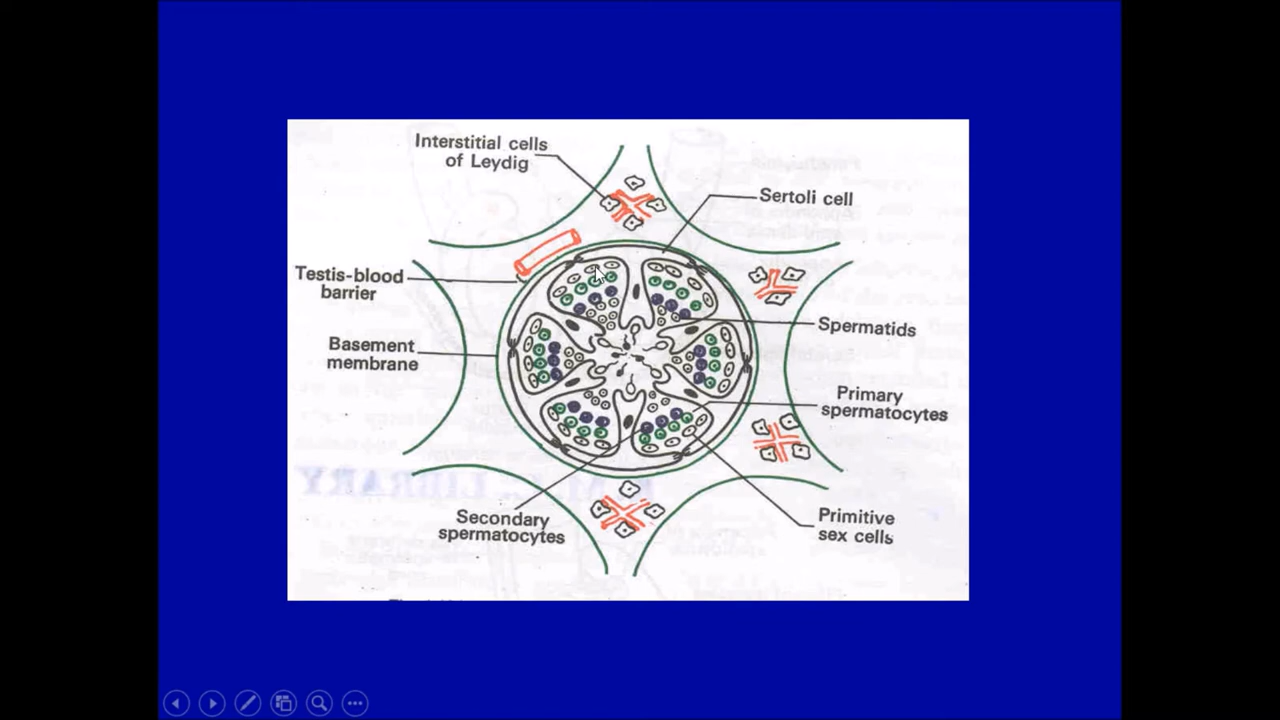 Interstitial cells
of Leydig
Sertoli cell
Testis-blood
barrier
Spermatids
Basement
membrane
Primary
spermatocytes
Secondary
spermatocytes
Primitive
sex cells